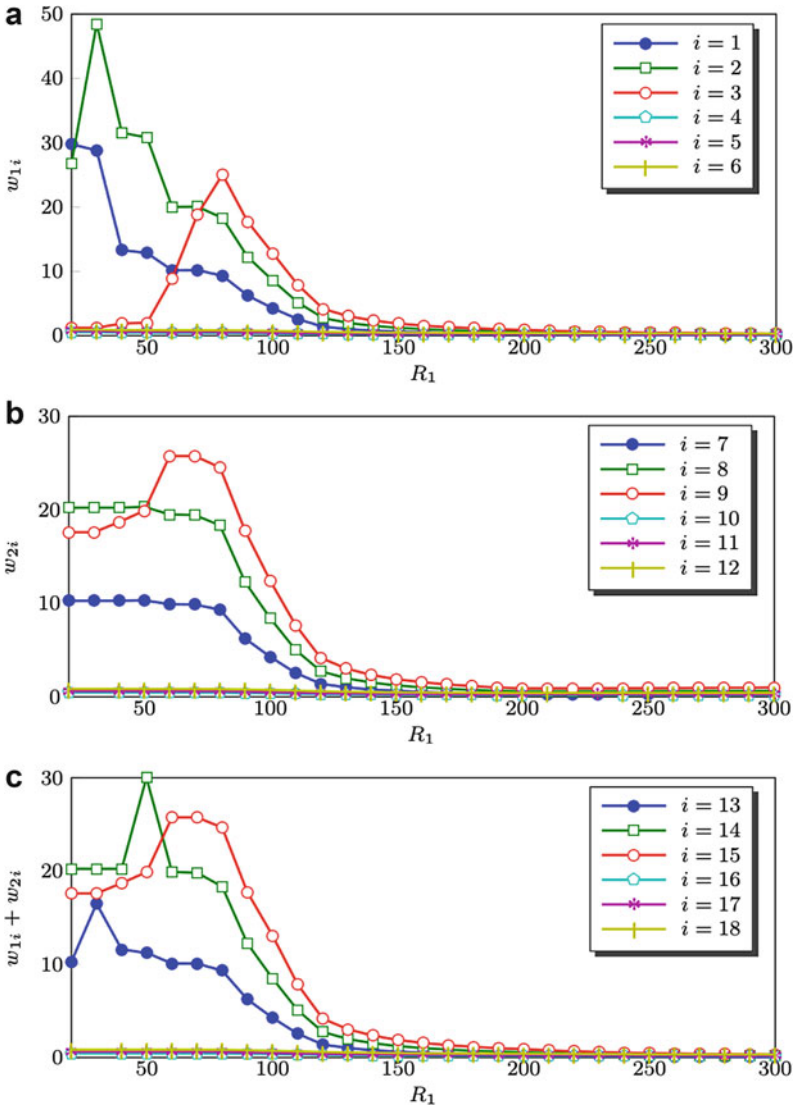 a
50
40
30
20
10
0
w₁ᵢ
50
100
150
200
250
300
R₁
i = 1
i = 2
i = 3
i = 4
i = 5
i = 6
b
30
20
10
0
w₂ᵢ
50
100
150
200
250
300
R₁
i = 7
i = 8
i = 9
i = 10
i = 11
i = 12
c
30
20
10
0
w₁ᵢ + w₂ᵢ
50
100
150
200
250
300
R₁
i = 13
i = 14
i = 15
i = 16
i = 17
i = 18